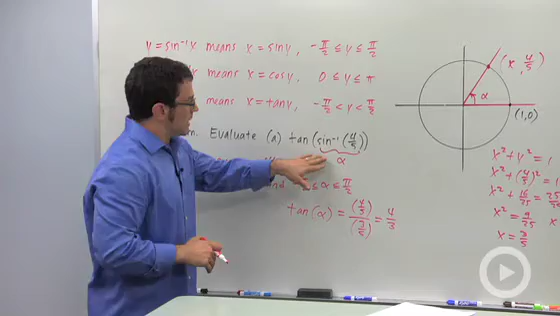 y = sin⁻¹x means x = sin y, -π/2 ≤ y ≤ π/2
means x = cos y, 0 ≤ y ≤ π
means x = tan y, -π/2 < y < π/2
Evaluate (a) tan(sin⁻¹(4/5))
α
≤ α ≤ π/2
tan(α) = (4/5)/(3/5) = 4/3
(x, 4/5)
α
(1,0)
x² + y² = 1
x² + (4/5)² = 1
x² + 16/25 = 25/25
x² = 9/25 x
x = 3/5